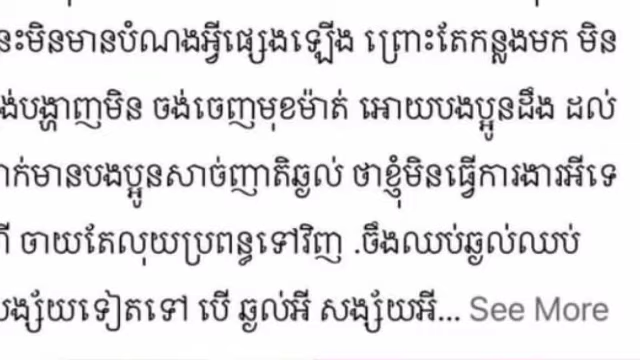 នេះមិនមានបំណងអ្វីផ្សេងឡើង ព្រោះតែកន្លងមក មិន
ង់បង្ហាញមិន ចង់ចេញមុខម៉ាត់ អោយបងប្អូនដឹង ដល់
ាក់មានបងប្អូនសាច់ញាតិឆ្ងល់ ថាខ្ញុំមិនធ្វើការងារអីទេ
ពី ចាយតែលុយប្រពន្ធទៅវិញ .ចឹងឈប់ឆ្ងល់ឈប់
សង្ស័យទៀតទៅ បើ ឆ្ងល់អី សង្ស័យអី... See More